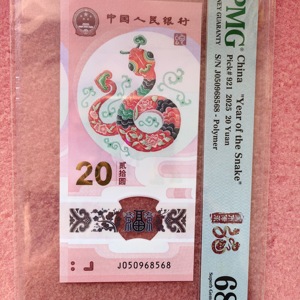 中国人民银行
20
贰拾圆
J050968568
PMG
China
"Year of the Snake"
Pick# 921 2025 20 Yuan
S/N J050968568 - Polymer
68